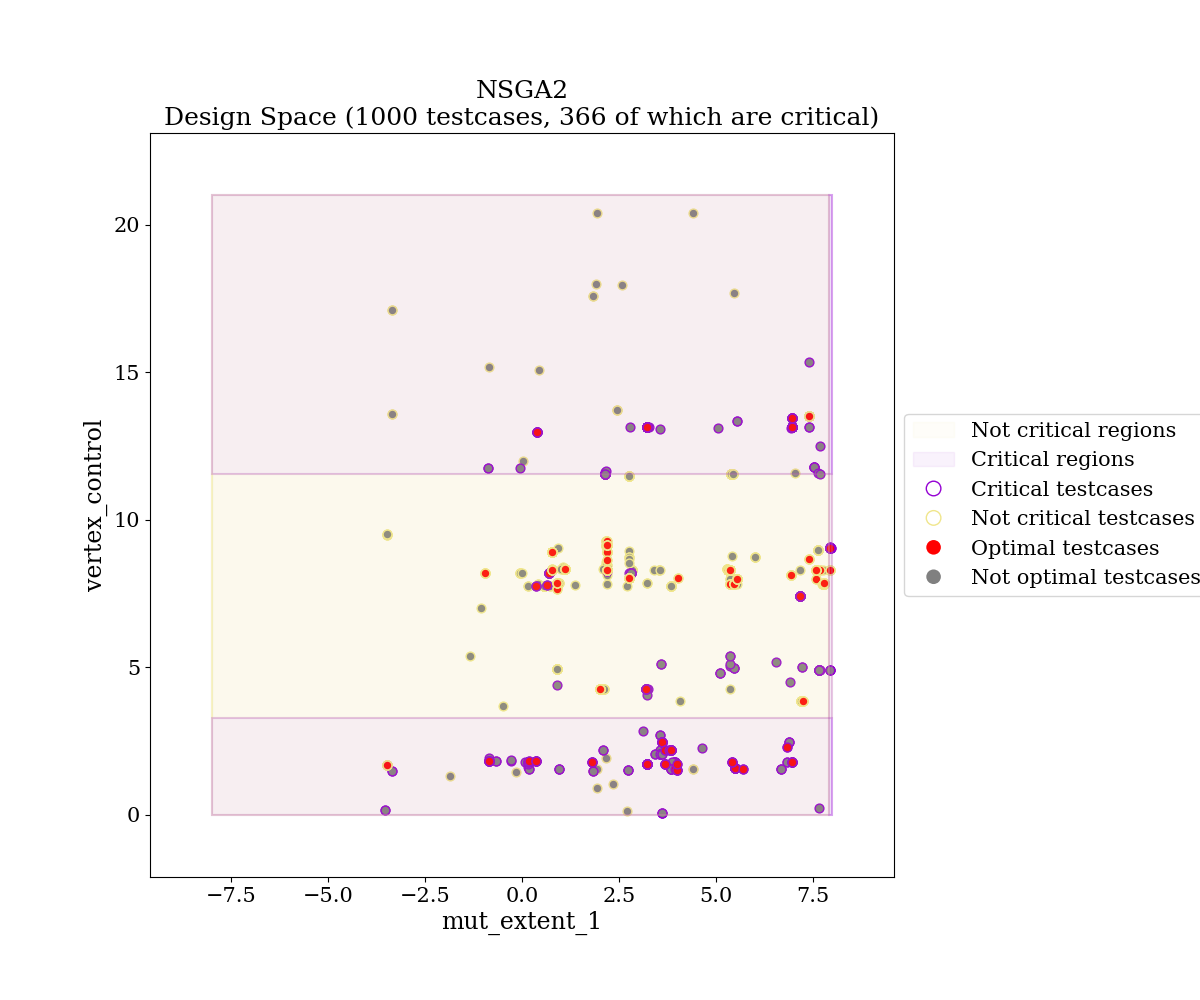 NSGA2
Design Space (1000 testcases, 366 of which are critical)
20
15
10
5
0
vertex_control
−7.5
−5.0
−2.5
0.0
2.5
5.0
7.5
mut_extent_1
Not critical regions
Critical regions
Critical testcases
Not critical testcases
Optimal testcases
Not optimal testcases